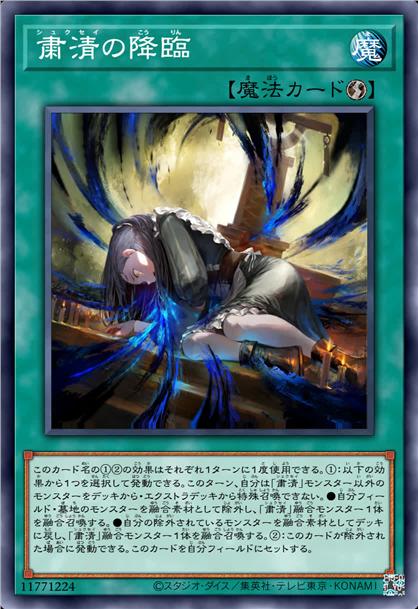 シュクセイ こうりん
粛清の降臨
魔
まほう
【魔法カード】
このカード名の①②の効果はそれぞれ1ターンに1度使用できる。①:以下の効
果から1つを選択して発動できる。このターン、自分は「粛清」モンスター以外の
モンスターをデッキから・エクストラデッキから特殊召喚できない。●自分フィー
ルド・墓地のモンスターを融合素材として除外し、「粛清」融合モンスター1体
を融合召喚する。●自分の除外されているモンスターを融合素材としてデッキ
に戻し、「粛清」融合モンスター1体を融合召喚する。②:このカードが除外され
た場合に発動できる。このカードを自分フィールドにセットする。
11771224
©スタジオ・ダイス/集英社・テレビ東京・KONAMI